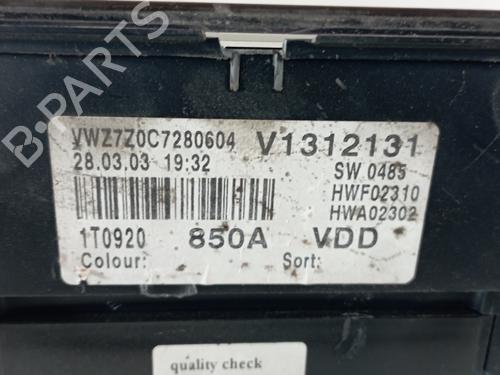 VWZ7Z0C7280604 V1312131
28.03.03 19:32 SW 0485
HWF02310
HWA02302
1T0920 850A VDD
Colour: Sort:
quality check
B-PARTS